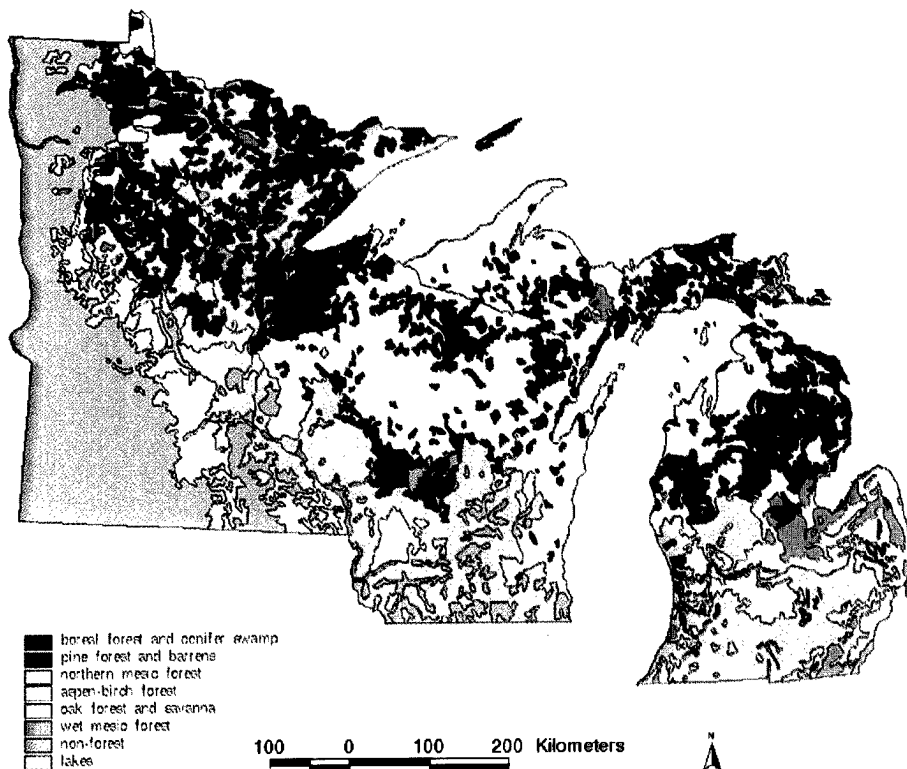 boreal forest and conifer swamp
pine forest and barrens
northern mesic forest
aspen-birch forest
oak forest and savanna
wet mesic forest
non-forest
lakes
100 0 100 200 Kilometers
N